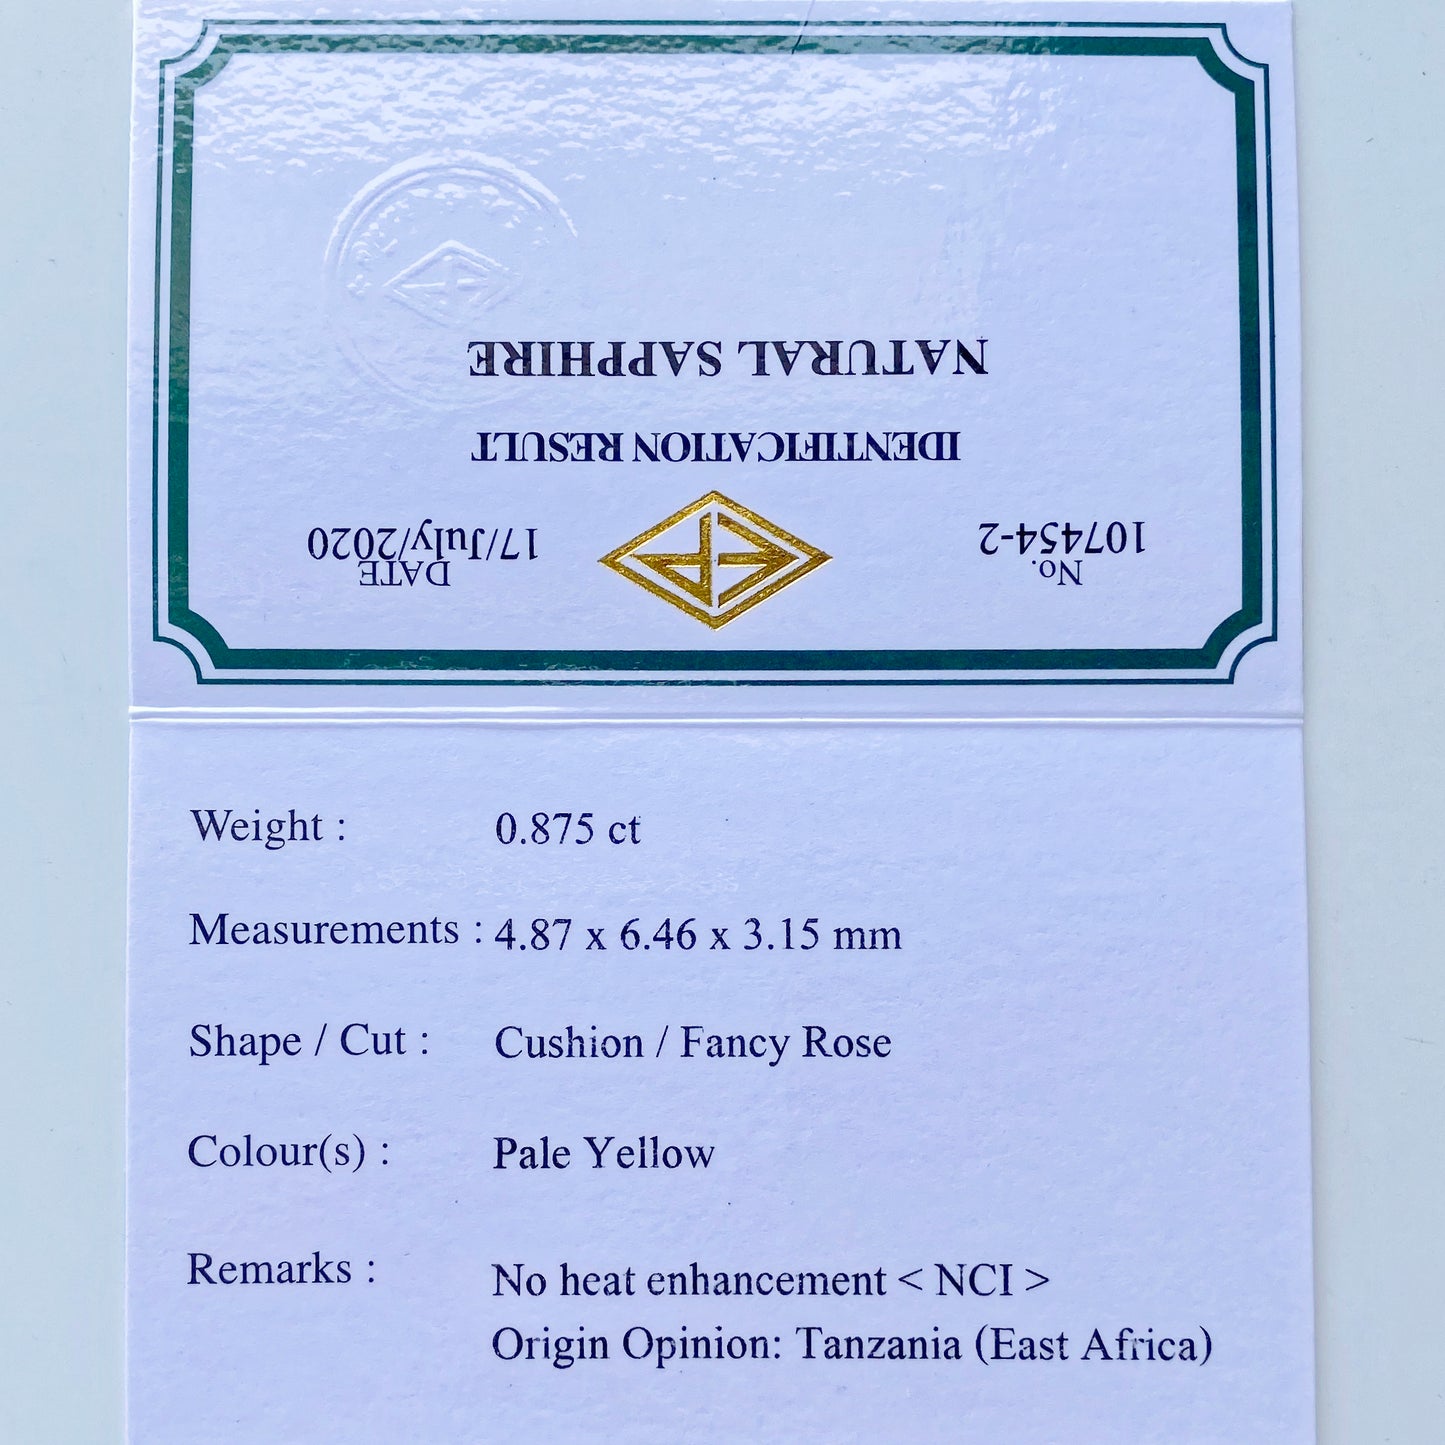 No.
107454-2
DATE
17/July/2020
IDENTIFICATION RESULT
NATURAL SAPPHIRE
Weight : 0.875 ct
Measurements : 4.87 x 6.46 x 3.15 mm
Shape / Cut : Cushion / Fancy Rose
Colour(s) : Pale Yellow
Remarks : No heat enhancement < NCI >
Origin Opinion: Tanzania (East Africa)